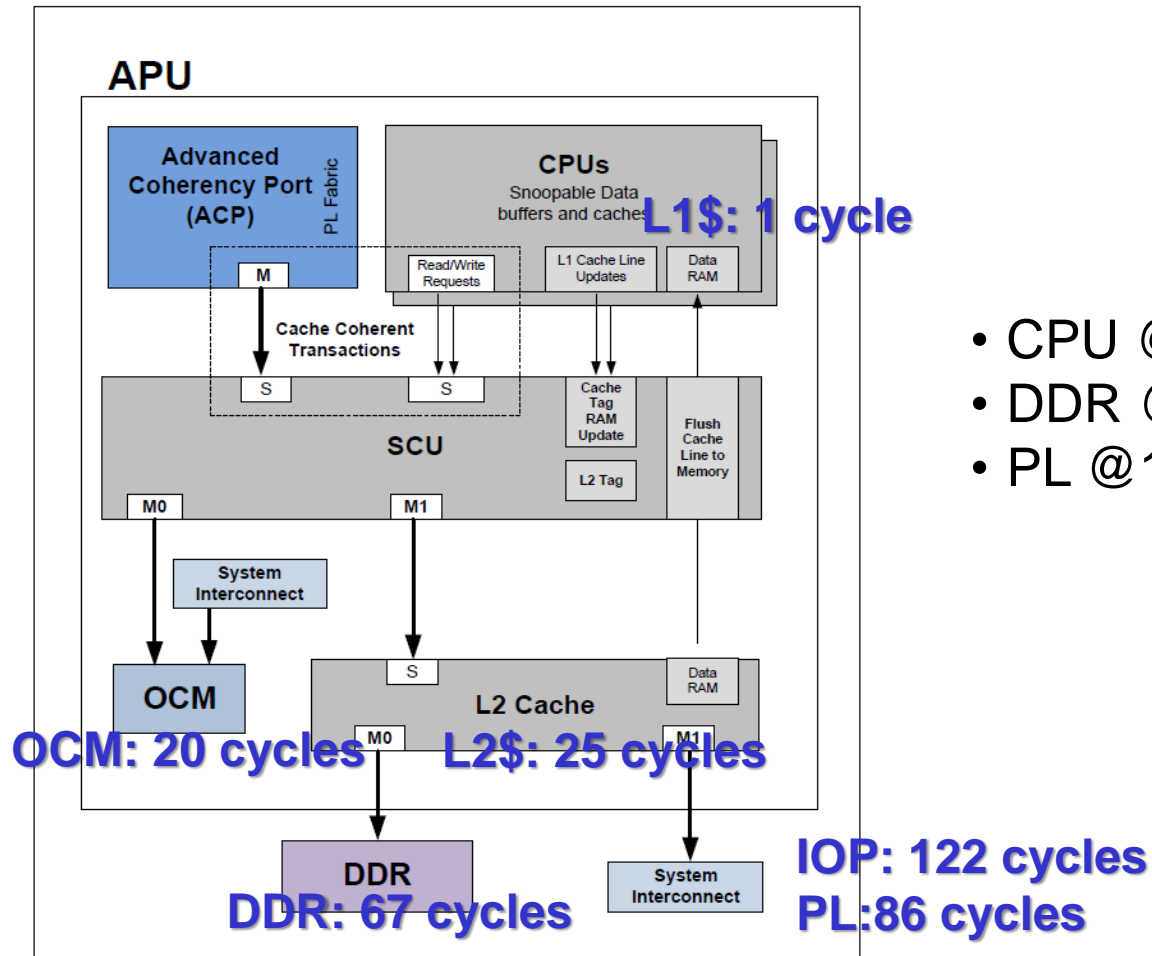 APU
Advanced
Coherency Port
(ACP)
PL Fabric
M
CPUs
Snoopable Data
buffers and caches
L1$: 1 cycle
Read/Write
Requests
L1 Cache Line
Updates
Data
RAM
Cache Coherent
Transactions
S
S
Cache
Tag
RAM
Update
L2 Tag
Flush
Cache
Line to
Memory
SCU
M0
M1
System
Interconnect
OCM
OCM: 20 cycles
S
Data
RAM
L2 Cache
M0
M1
L2$: 25 cycles
DDR
DDR: 67 cycles
System
Interconnect
IOP: 122 cycles
PL:86 cycles
• CPU @
• DDR @
• PL @1